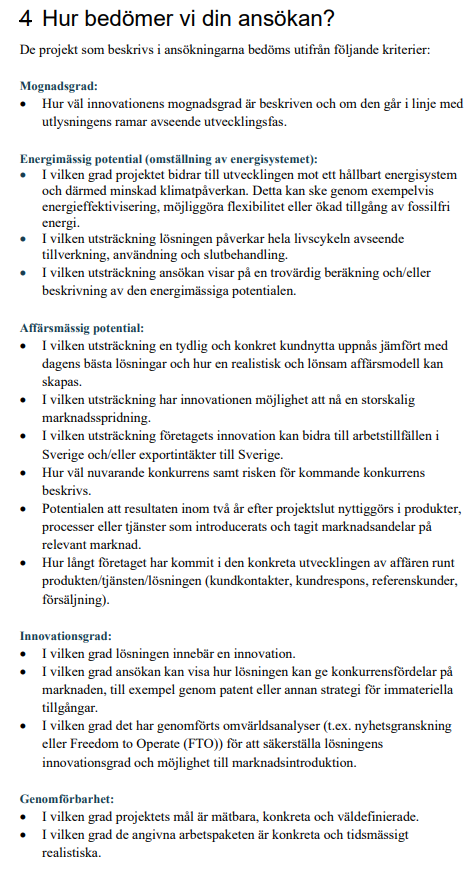 4 Hur bedömer vi din ansökan?
De projekt som beskrivs i ansökningarna bedöms utifrån följande kriterier:
Mognadsgrad:
• Hur väl innovationens mognadsgrad är beskriven och om den går i linje med
utlysningens ramar avseende utvecklingsfas.
Energimässig potential (omställning av energisystemet):
• I vilken grad projektet bidrar till utvecklingen mot ett hållbart energisystem
och därmed minskad klimatpåverkan. Detta kan ske genom exempelvis
energieffektivisering, möjliggöra flexibilitet eller ökad tillgång av fossilfri
energi.
• I vilken utsträckning lösningen påverkar hela livscykeln avseende
tillverkning, användning och slutbehandling.
• I vilken utsträckning ansökan visar på en trovärdig beräkning och/eller
beskrivning av den energimässiga potentialen.
Affärsmässig potential:
• I vilken utsträckning en tydlig och konkret kundnytta uppnås jämfört med
dagens bästa lösningar och hur en realistisk och lönsam affärsmodell kan
skapas.
• I vilken utsträckning har innovationen möjlighet att nå en storskalig
marknadsspridning.
• I vilken utsträckning företagets innovation kan bidra till arbetstillfällen i
Sverige och/eller exportintäkter till Sverige.
• Hur väl nuvarande konkurrens samt risken för kommande konkurrens
beskrivs.
• Potentialen att resultaten inom två år efter projektslut nyttiggörs i produkter,
processer eller tjänster som introducerats och tagit marknadsandelar på
relevant marknad.
• Hur långt företaget har kommit i den konkreta utvecklingen av affären runt
produkten/tjänsten/lösningen (kundkontakter, kundrespons, referenskunder,
försäljning).
Innovationsgrad:
• I vilken grad lösningen innebär en innovation.
• I vilken grad ansökan kan visa hur lösningen kan ge konkurrensfördelar på
marknaden, till exempel genom patent eller annan strategi för immateriella
tillgångar.
• I vilken grad det har genomförts omvärldsanalyser (t.ex. nyhetsgranskning
eller Freedom to Operate (FTO)) för att säkerställa lösningens
innovationsgrad och möjlighet till marknadsintroduktion.
Genomförbarhet:
• I vilken grad projektets mål är mätbara, konkreta och väldefinierade.
• I vilken grad de angivna arbetspaketen är konkreta och tidsmässigt
realistiska.